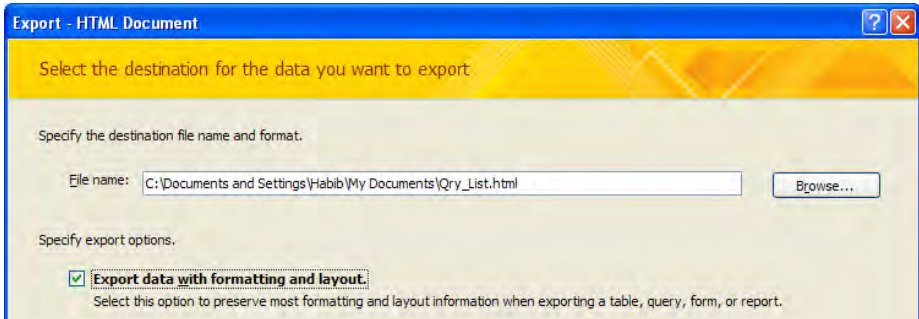 Export - HTML Document
Select the destination for the data you want to export
Specify the destination file name and format.
File name: C:\Documents and Settings\Habib\My Documents\Qry_List.html Browse...
Specify export options.
Export data with formatting and layout.
Select this option to preserve most formatting and layout information when exporting a table, query, form, or report.